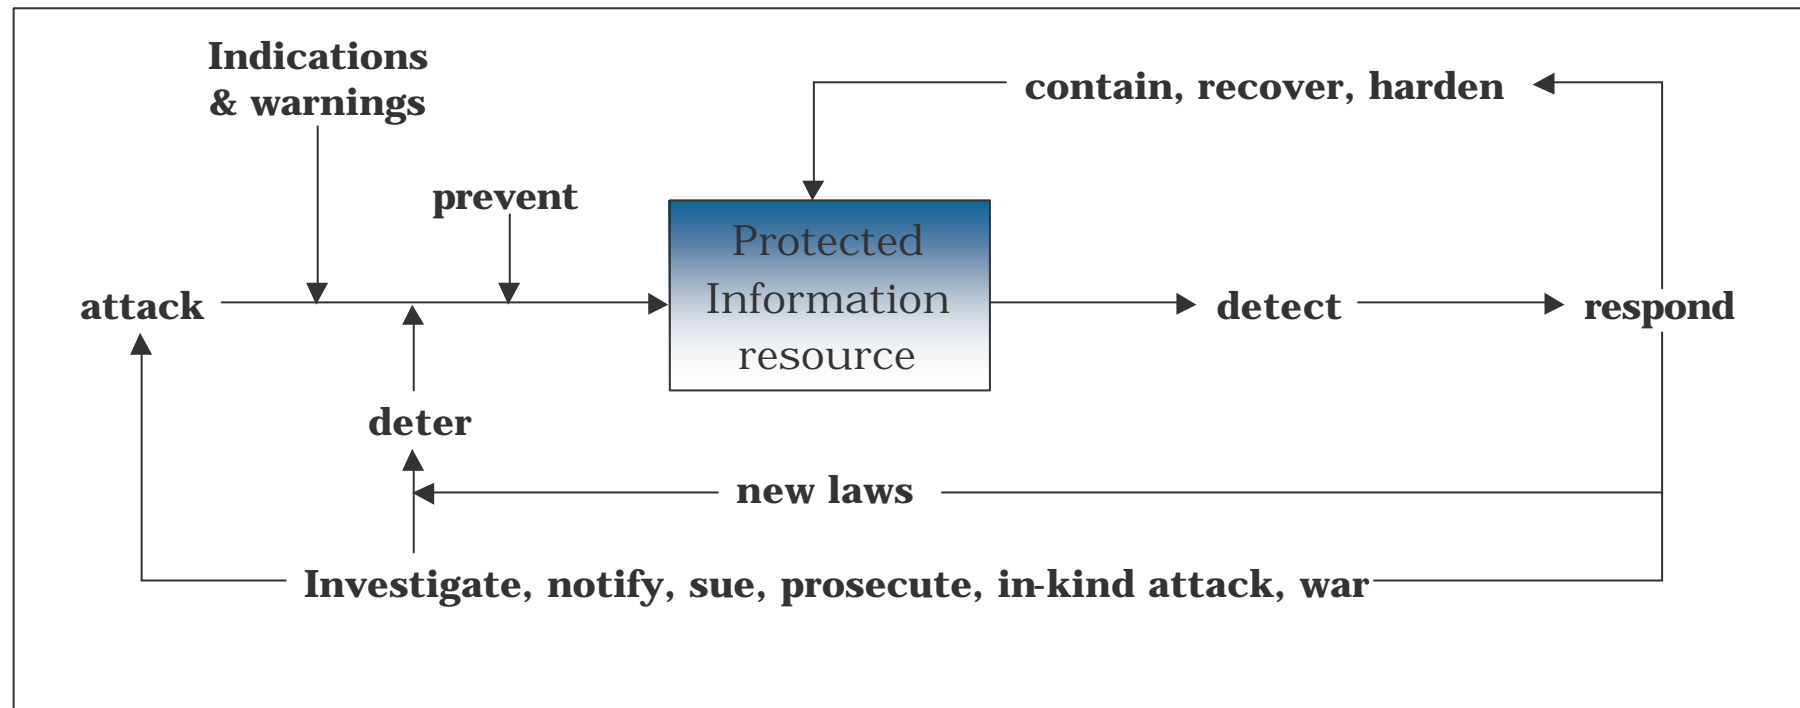 Indications
& warnings
contain, recover, harden
prevent
Protected
Information
resource
attack
detect
respond
deter
new laws
Investigate, notify, sue, prosecute, in-kind attack, war